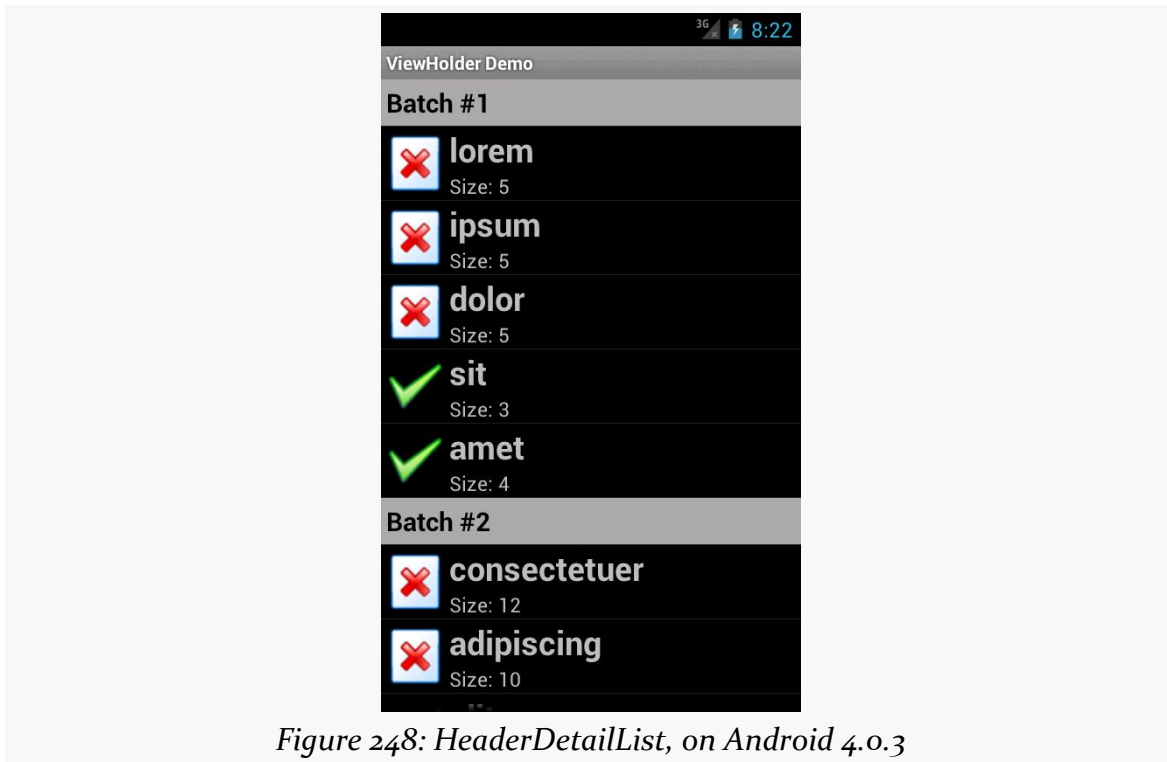 3G 8:22
ViewHolder Demo
Batch #1
lorem
Size: 5
ipsum
Size: 5
dolor
Size: 5
sit
Size: 3
amet
Size: 4
Batch #2
consectetuer
Size: 12
adipiscing
Size: 10
Figure 248: HeaderDetailList, on Android 4.0.3